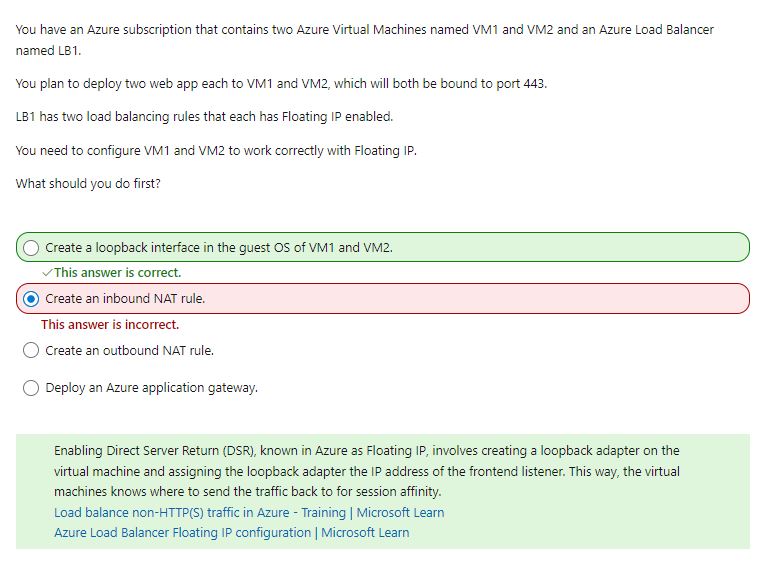 You have an Azure subscription that contains two Azure Virtual Machines named VM1 and VM2 and an Azure Load Balancer
named LB1.
You plan to deploy two web app each to VM1 and VM2, which will both be bound to port 443.
LB1 has two load balancing rules that each has Floating IP enabled.
You need to configure VM1 and VM2 to work correctly with Floating IP.
What should you do first?
Create a loopback interface in the guest OS of VM1 and VM2.
✓This answer is correct.
Create an inbound NAT rule.
This answer is incorrect.
Create an outbound NAT rule.
Deploy an Azure application gateway.
Enabling Direct Server Return (DSR), known in Azure as Floating IP, involves creating a loopback adapter on the
virtual machine and assigning the loopback adapter the IP address of the frontend listener. This way, the virtual
machines knows where to send the traffic back to for session affinity.
Load balance non-HTTP(S) traffic in Azure - Training | Microsoft Learn
Azure Load Balancer Floating IP configuration | Microsoft Learn